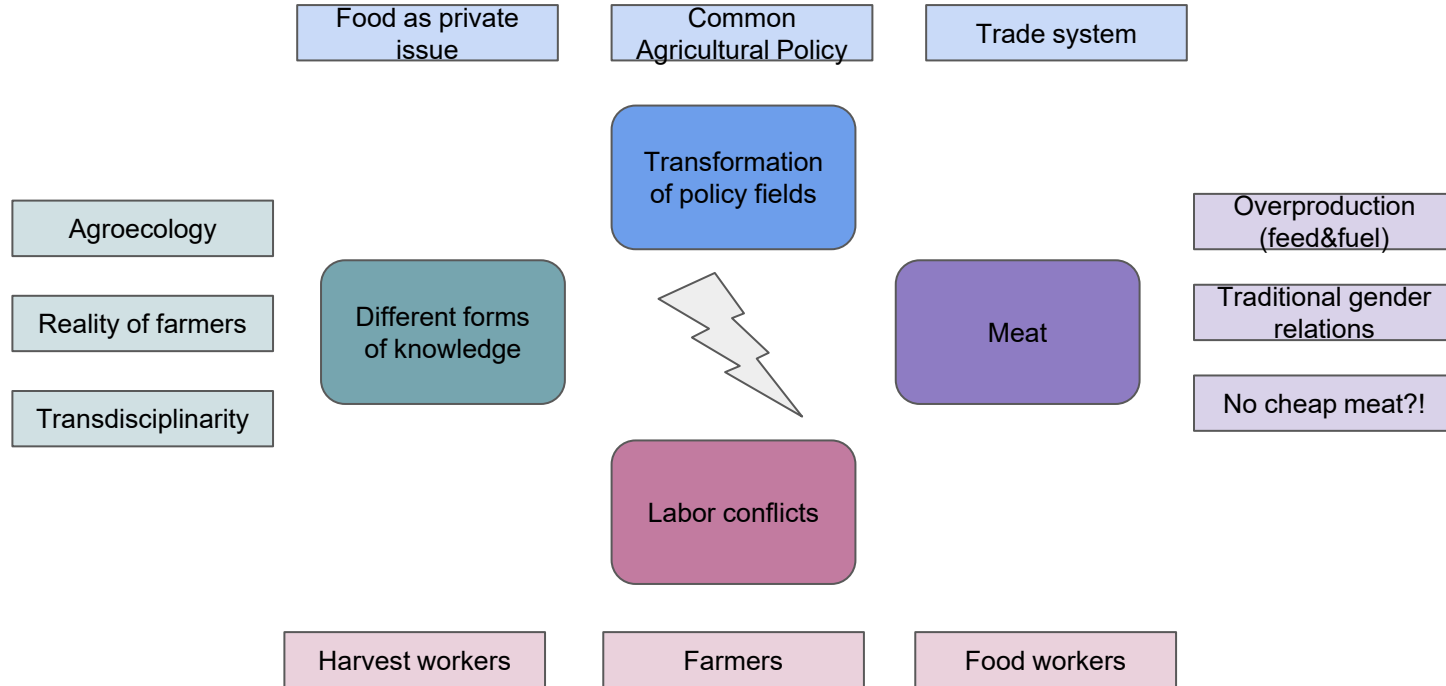 Food as private
issue
Common
Agricultural Policy
Trade system
Transformation
of policy fields
Agroecology
Reality of farmers
Transdisciplinarity
Different forms
of knowledge
Meat
Overproduction
(feed&fuel)
Traditional gender
relations
No cheap meat?!
Labor conflicts
Harvest workers
Farmers
Food workers